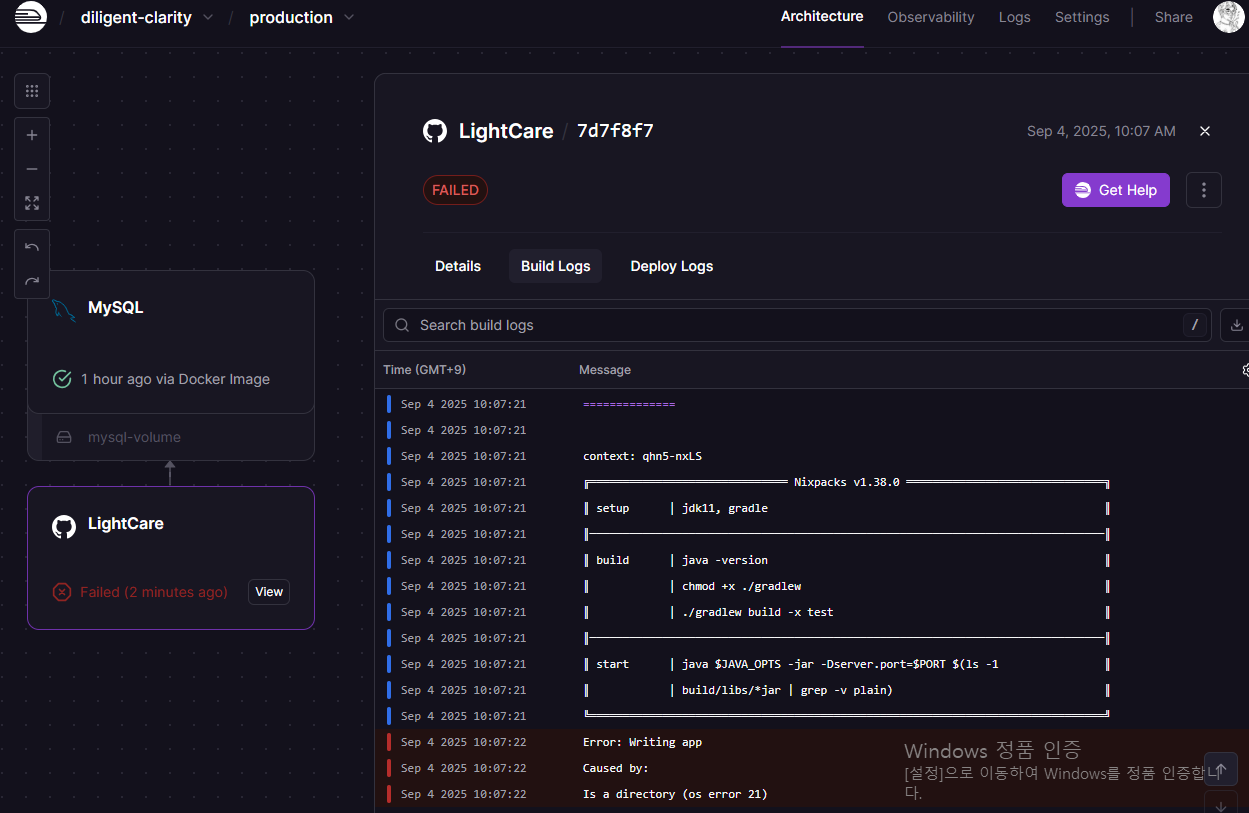 / diligent-clarity / production
Architecture Observability Logs Settings Share
LightCare / 7d7f8f7
Sep 4, 2025, 10:07 AM
FAILED
Get Help
Details Build Logs Deploy Logs
MySQL
1 hour ago via Docker Image
mysql-volume
LightCare
Failed (2 minutes ago) View
Search build logs /
Time (GMT+9) Message
Sep 4 2025 10:07:21 ==============
Sep 4 2025 10:07:21
Sep 4 2025 10:07:21 context: qhn5-nxLS
Sep 4 2025 10:07:21 ╔══════════ Nixpacks v1.38.0 ══════════╗
Sep 4 2025 10:07:21 ║ setup | jdk11, gradle ║
Sep 4 2025 10:07:21 ║────────────────────║
Sep 4 2025 10:07:21 ║ build | java -version ║
Sep 4 2025 10:07:21 ║ | chmod +x ./gradlew ║
Sep 4 2025 10:07:21 ║ | ./gradlew build -x test ║
Sep 4 2025 10:07:21 ║────────────────────║
Sep 4 2025 10:07:21 ║ start | java $JAVA_OPTS -jar -Dserver.port=$PORT $(ls -1 ║
Sep 4 2025 10:07:21 ║ | build/libs/*jar | grep -v plain) ║
Sep 4 2025 10:07:21 ╚════════════════════╝
Sep 4 2025 10:07:22 Error: Writing app
Sep 4 2025 10:07:22 Caused by:
Sep 4 2025 10:07:22 Is a directory (os error 21)
Windows 정품 인증
[설정]으로 이동하여 Windows를 정품 인증합니
다.